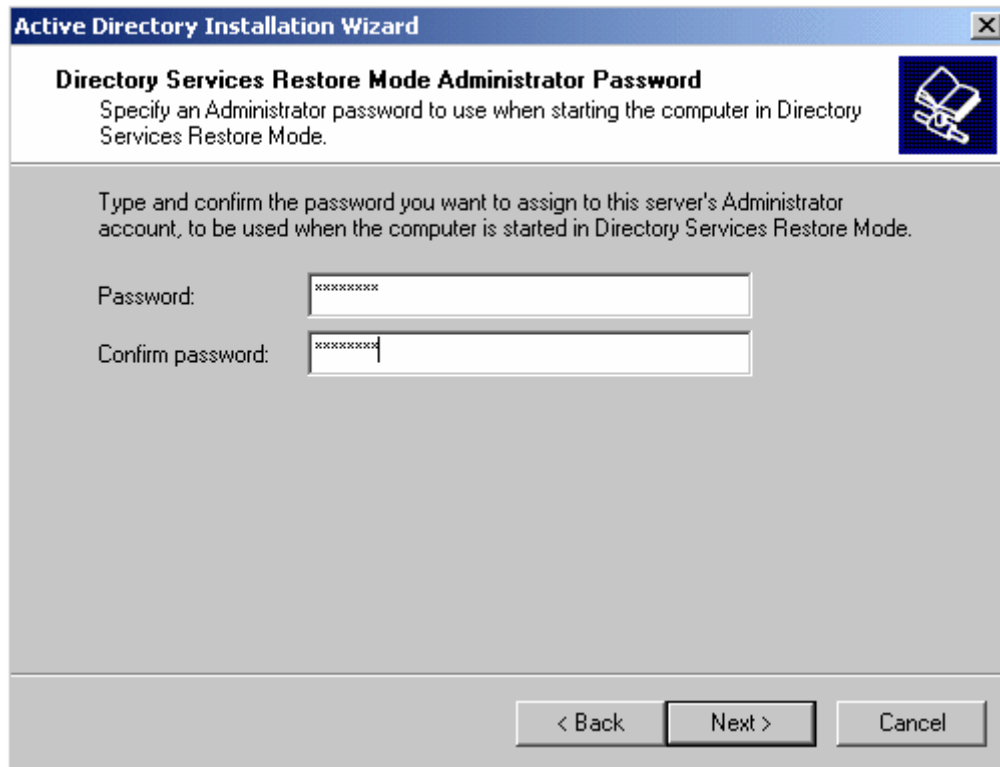 Active Directory Installation Wizard
Directory Services Restore Mode Administrator Password
Specify an Administrator password to use when starting the computer in Directory
Services Restore Mode.
Type and confirm the password you want to assign to this server's Administrator
account, to be used when the computer is started in Directory Services Restore Mode.
Password: ********
Confirm password: ********
< Back Next > Cancel